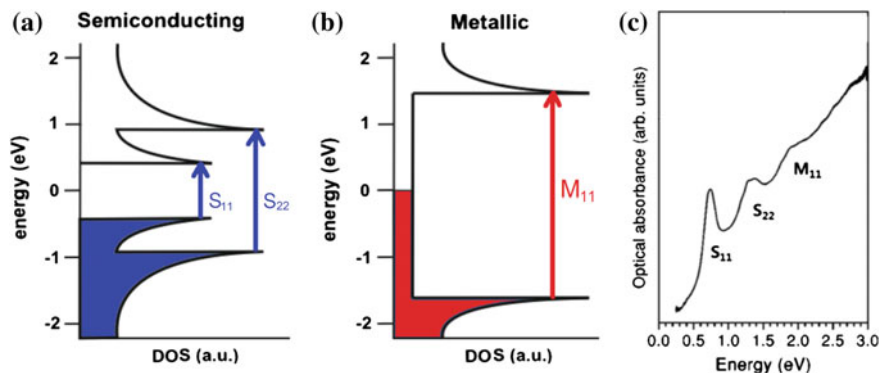 (a) Semiconducting
energy (eV)
2
1
0
-1
-2
S11
S22
DOS (a.u.)
(b) Metallic
energy (eV)
2
1
0
-1
-2
M11
DOS (a.u.)
(c)
Optical absorbance (arb. units)
S11
S22
M11
0.0 0.5 1.0 1.5 2.0 2.5 3.0
Energy (eV)